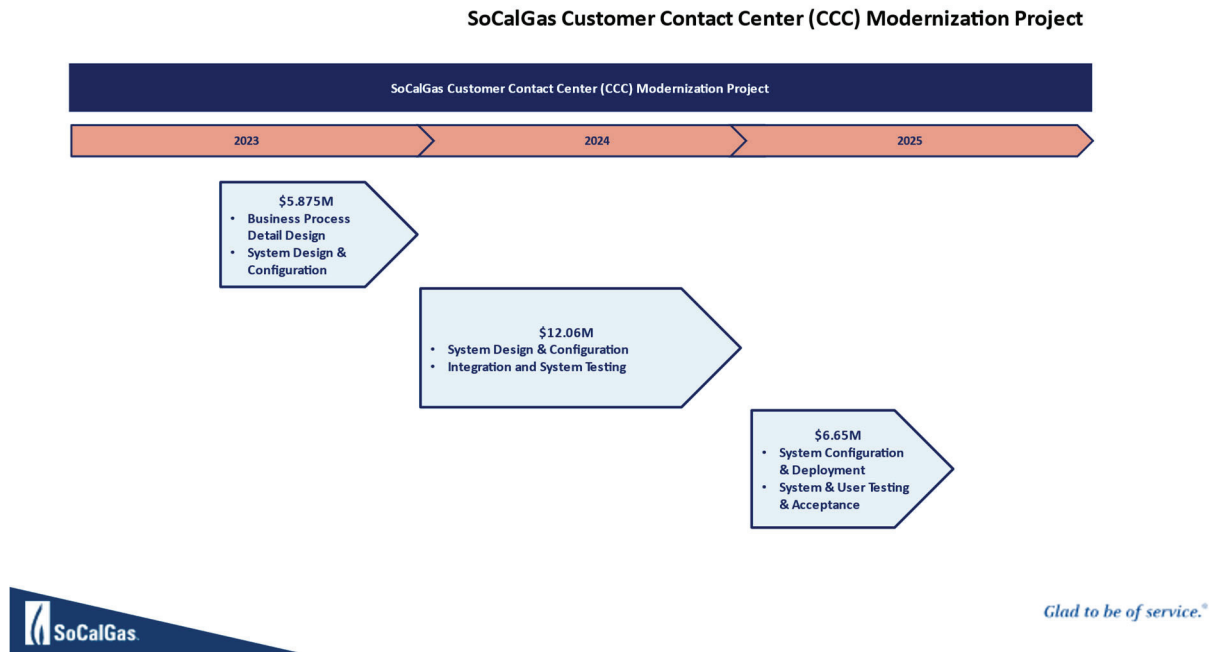 SoCalGas Customer Contact Center (CCC) Modernization Project
SoCalGas Customer Contact Center (CCC) Modernization Project
2023
2024
2025
$5.875M
• Business Process
Detail Design
• System Design &
Configuration
$12.06M
• System Design & Configuration
• Integration and System Testing
$6.65M
• System Configuration
& Deployment
• System & User Testing
& Acceptance
SoCalGas.
Glad to be of service.®